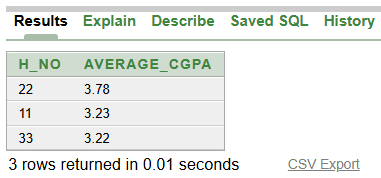 Results Explain Describe Saved SQL History
H_NO AVERAGE_CGPA
22 3.78
11 3.23
33 3.22
3 rows returned in 0.01 seconds CSV Export